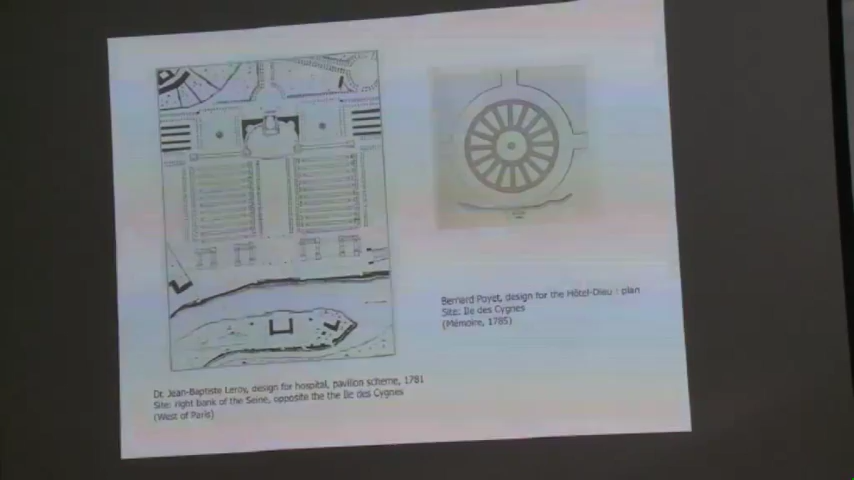 Bernard Poyet, design for the Hôtel-Dieu : plan
Site: Ile des Cygnes
(Mémoire, 1785)
Dr. Jean-Baptiste Leroy, design for hospital, pavilion scheme, 1781
Site: right bank of the Seine, opposite the the Ile des Cygnes
(West of Paris)